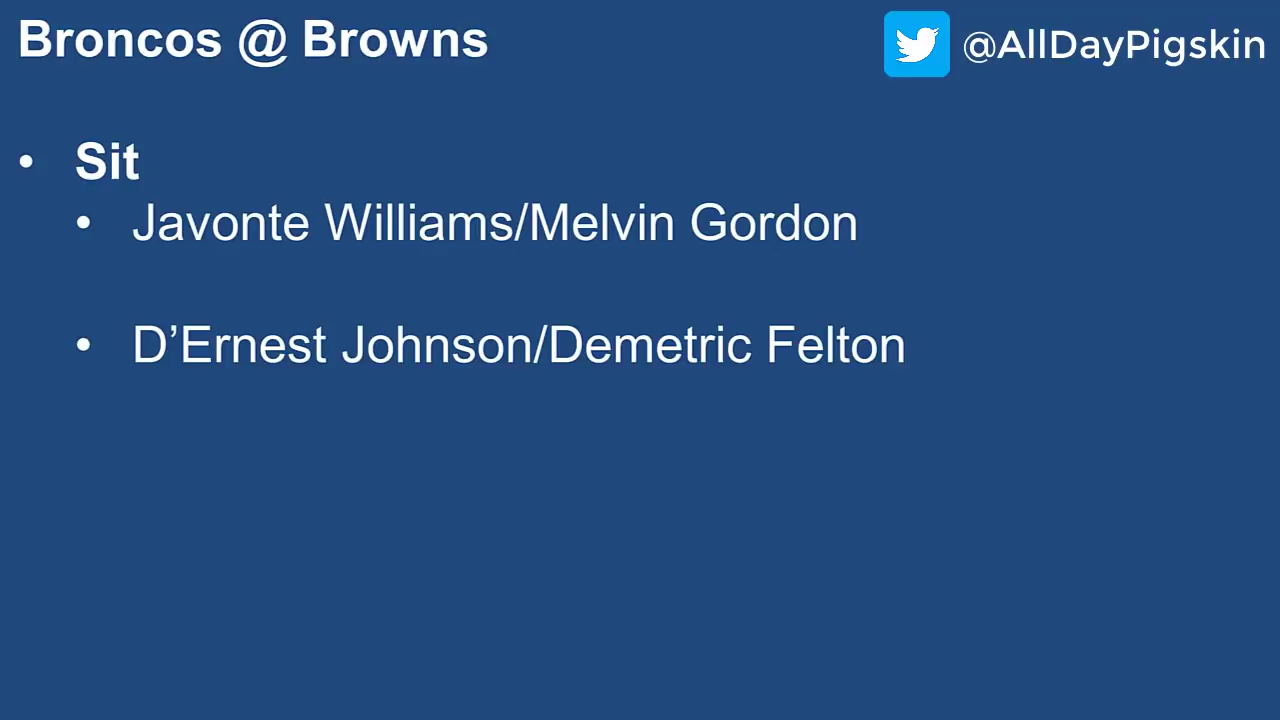 Broncos @ Browns
@AllDayPigskin
• Sit
• Javonte Williams/Melvin Gordon
• D’Ernest Johnson/Demetric Felton